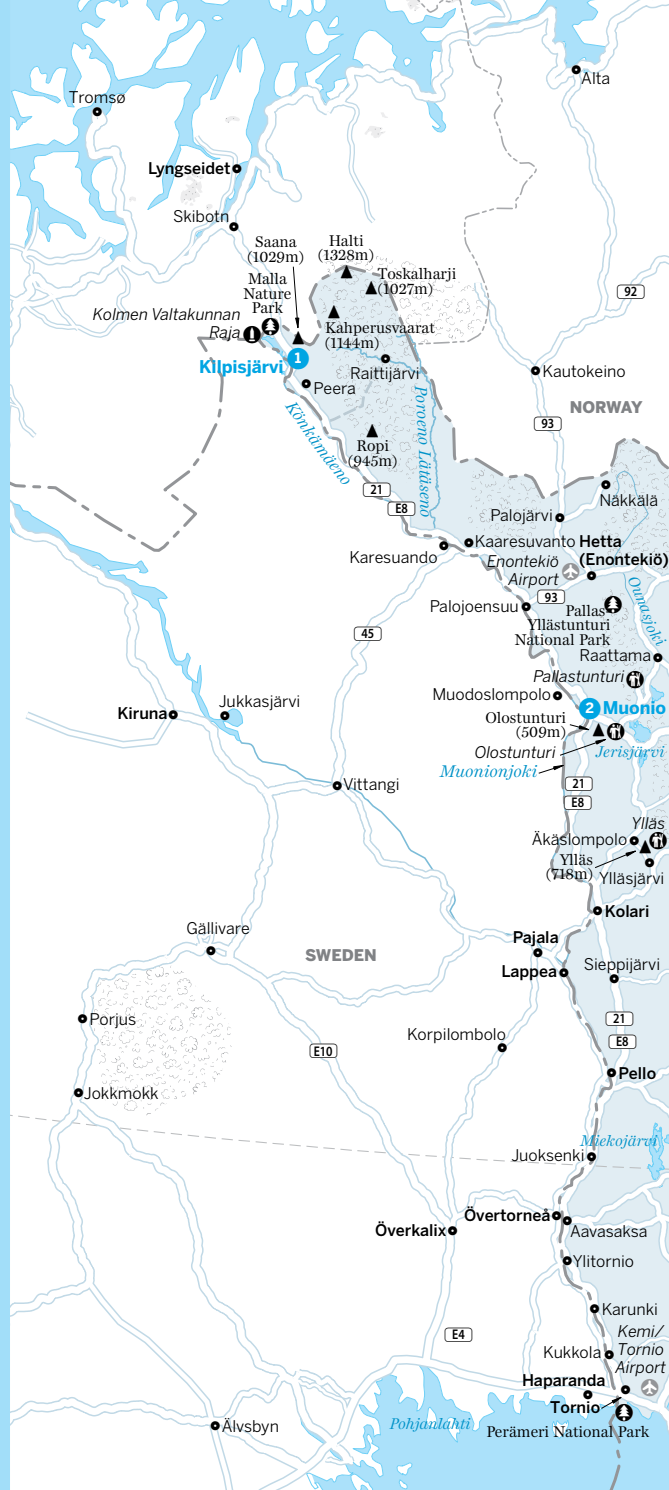 Alta
Tromsø
Lyngseidet
Skibotn
Saana
(1029m)
Halti
(1328m)
Toskalharji
(1027m)
Malla
Nature
Park
92
Kolmen Valtakunnan
Raja
Kahperusvaarat
(1144m)
KIlpisjärvi
1
Raittijärvi
Kautokeino
Peera
NORWAY
Könkämäeno
Poroeno Lätäseno
93
Ropi
(945m)
21
E8
Näkkälä
Palojärvi
Karesuando
Kaaresuvanto
Hetta
(Enontekiö)
Enontekiö
Airport
93
Palojoensuu
Ounasjoki
Pallas
Yllästunturi
National Park
45
Raattama
Pallastunturi
Muodoslompolo
2
Muonio
Kiruna
Jukkasjärvi
Olostunturi
(509m)
Olostunturi
Jerisjärvi
Muonionjoki
Vittangi
21
E8
Ylläs
Äkäslompolo
Ylläs
(718m)
Ylläsjärvi
Kolari
Gällivare
SWEDEN
Pajala
Lappea
Sieppijärvi
Porjus
21
E8
Korpilombolo
E10
Pello
Jokkmokk
Miekojärvi
Juoksenki
Övertorneå
Överkalix
Aavasaksa
Ylitornio
Karunki
E4
Kemi/
Tornio
Airport
Kukkola
Haparanda
Tornio
Älvsbyn
Pohjanlahti
Perämeri National Park